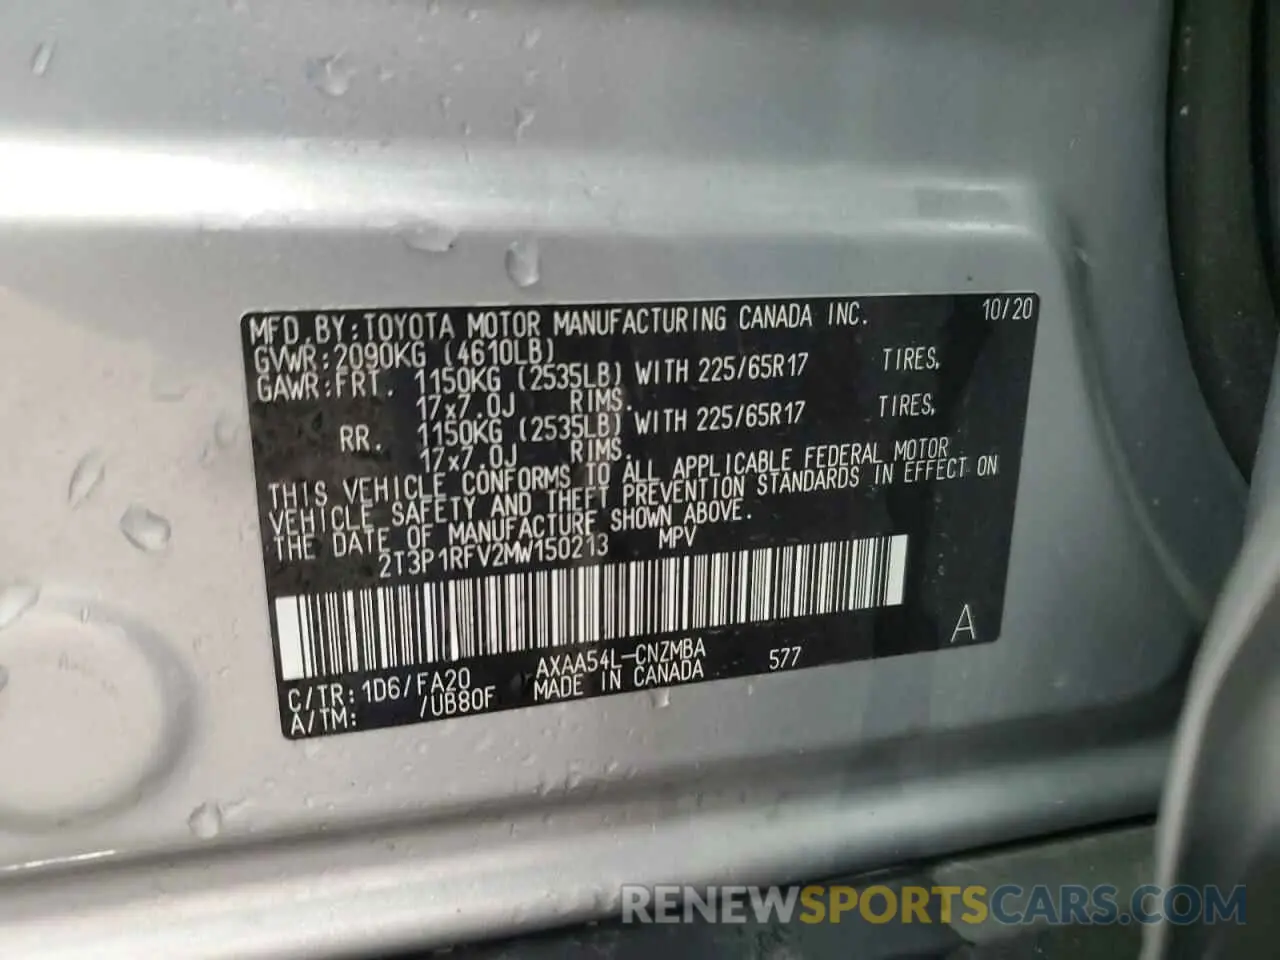 MFD.BY:TOYOTA MOTOR MANUFACTURING CANADA INC. 10/20
GVWR:2090KG (4610LB)
GAWR:FRT. 1150KG (2535LB) WITH 225/65R17 TIRES,
17x7.0J RIMS.
RR. 1150KG (2535LB) WITH 225/65R17 TIRES,
17x7.0J RIMS.
THIS VEHICLE CONFORMS TO ALL APPLICABLE FEDERAL MOTOR
VEHICLE SAFETY AND THEFT PREVENTION STANDARDS IN EFFECT ON
THE DATE OF MANUFACTURE SHOWN ABOVE.
2T3P1RFV2MW150213 MPV
A
C/TR:1D6/FA20 AXAA54L-CNZMBA 577
A/TM: /UB80F MADE IN CANADA
RENEWSPORTSCARS.COM